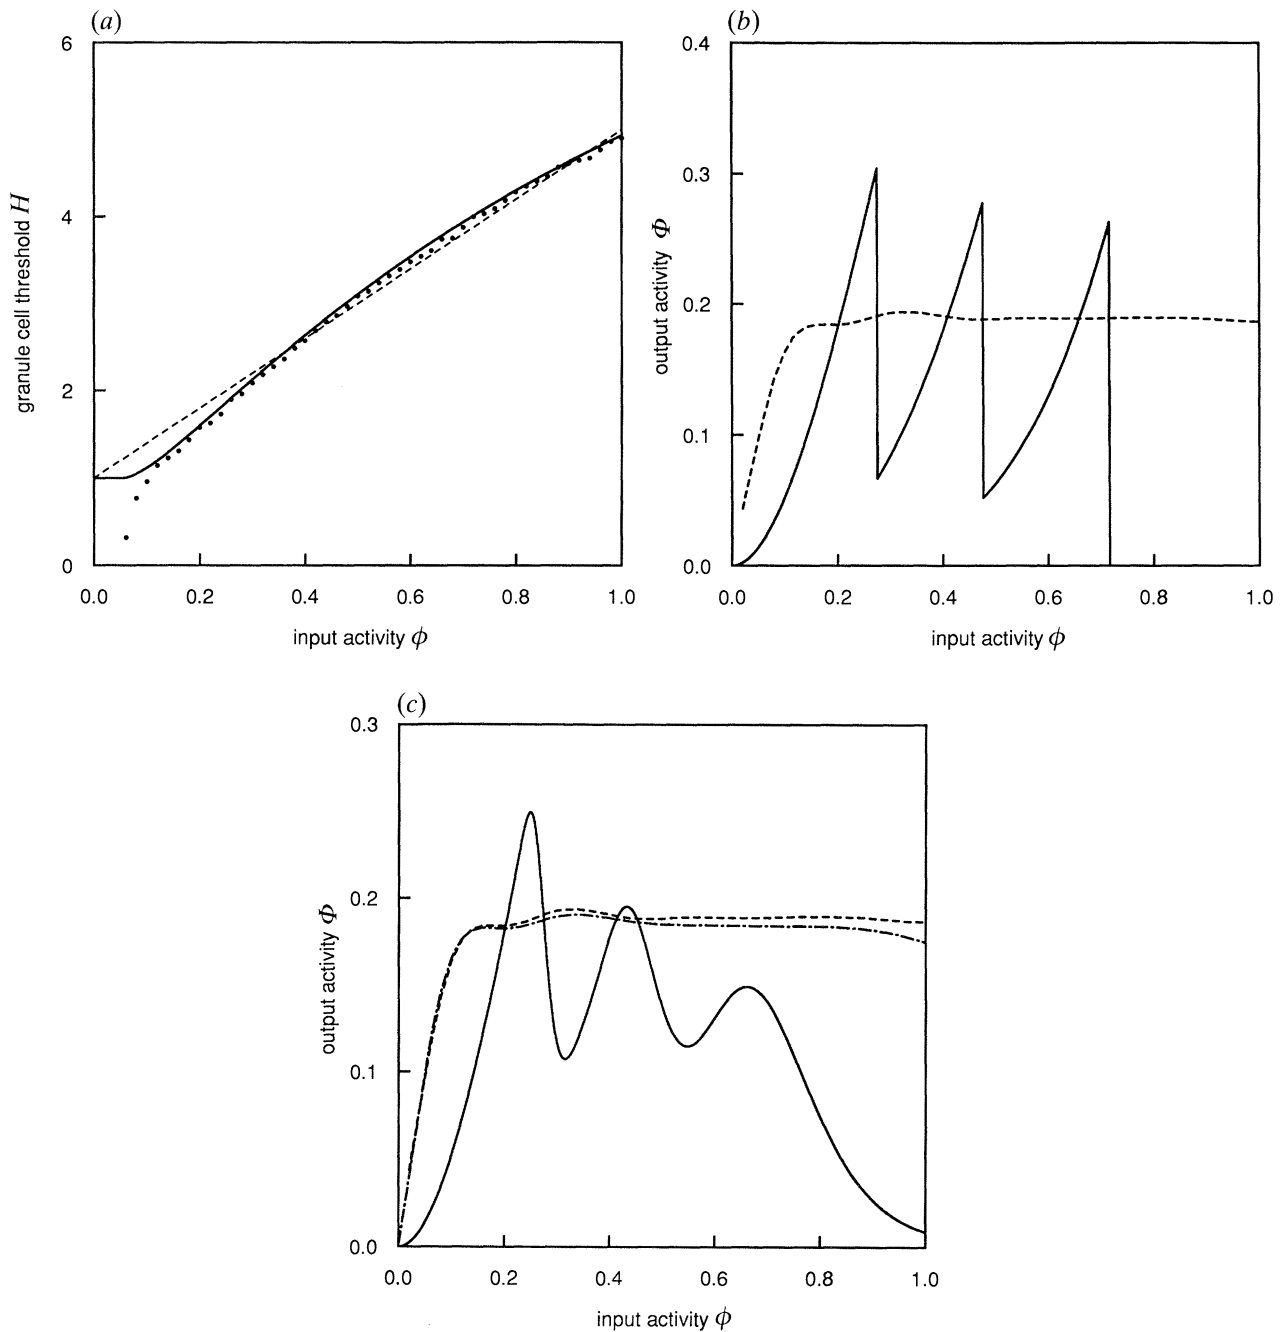 (a)
6
4
2
0
granule cell threshold H
0.0 0.2 0.4 0.6 0.8 1.0
input activity ϕ
(b)
0.4
0.3
0.2
0.1
0.0
output activity Φ
0.0 0.2 0.4 0.6 0.8 1.0
input activity ϕ
(c)
0.3
0.2
0.1
0.0
output activity Φ
0.0 0.2 0.4 0.6 0.8 1.0
input activity ϕ